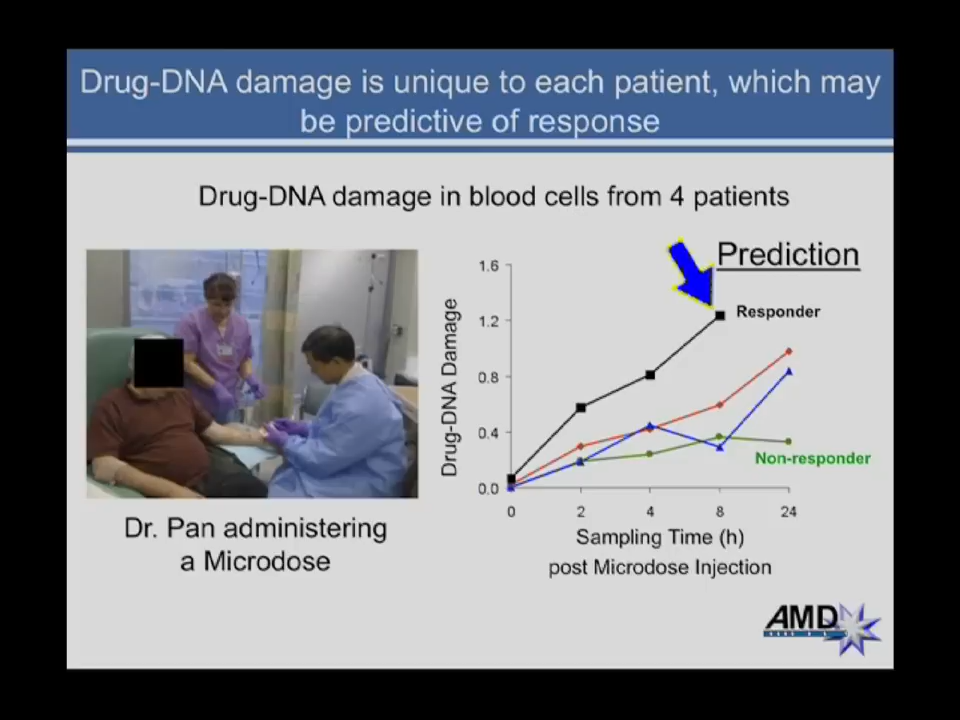 Drug-DNA damage is unique to each patient, which may
be predictive of response
Drug-DNA damage in blood cells from 4 patients
Dr. Pan administering
a Microdose
Prediction
Drug-DNA Damage
1.6
1.2
0.8
0.4
0.0
Responder
Non-responder
0 2 4 8 24
Sampling Time (h)
post Microdose Injection
AMD